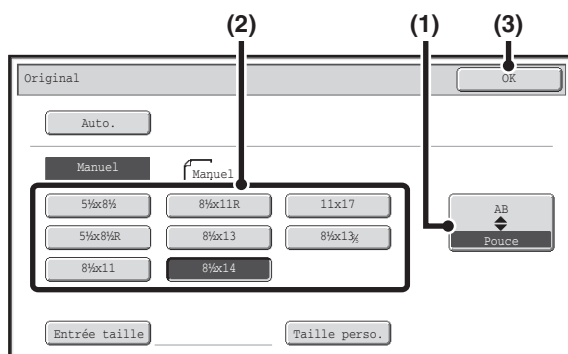 (2) (1) (3)
Original OK
Auto.
Manuel Manuel
5½x8½ 8½x11R 11x17
AB
5½x8½R 8½x13 8½x13⅖
Pouce
8½x11 8½x14
Entrée taille Taille perso.